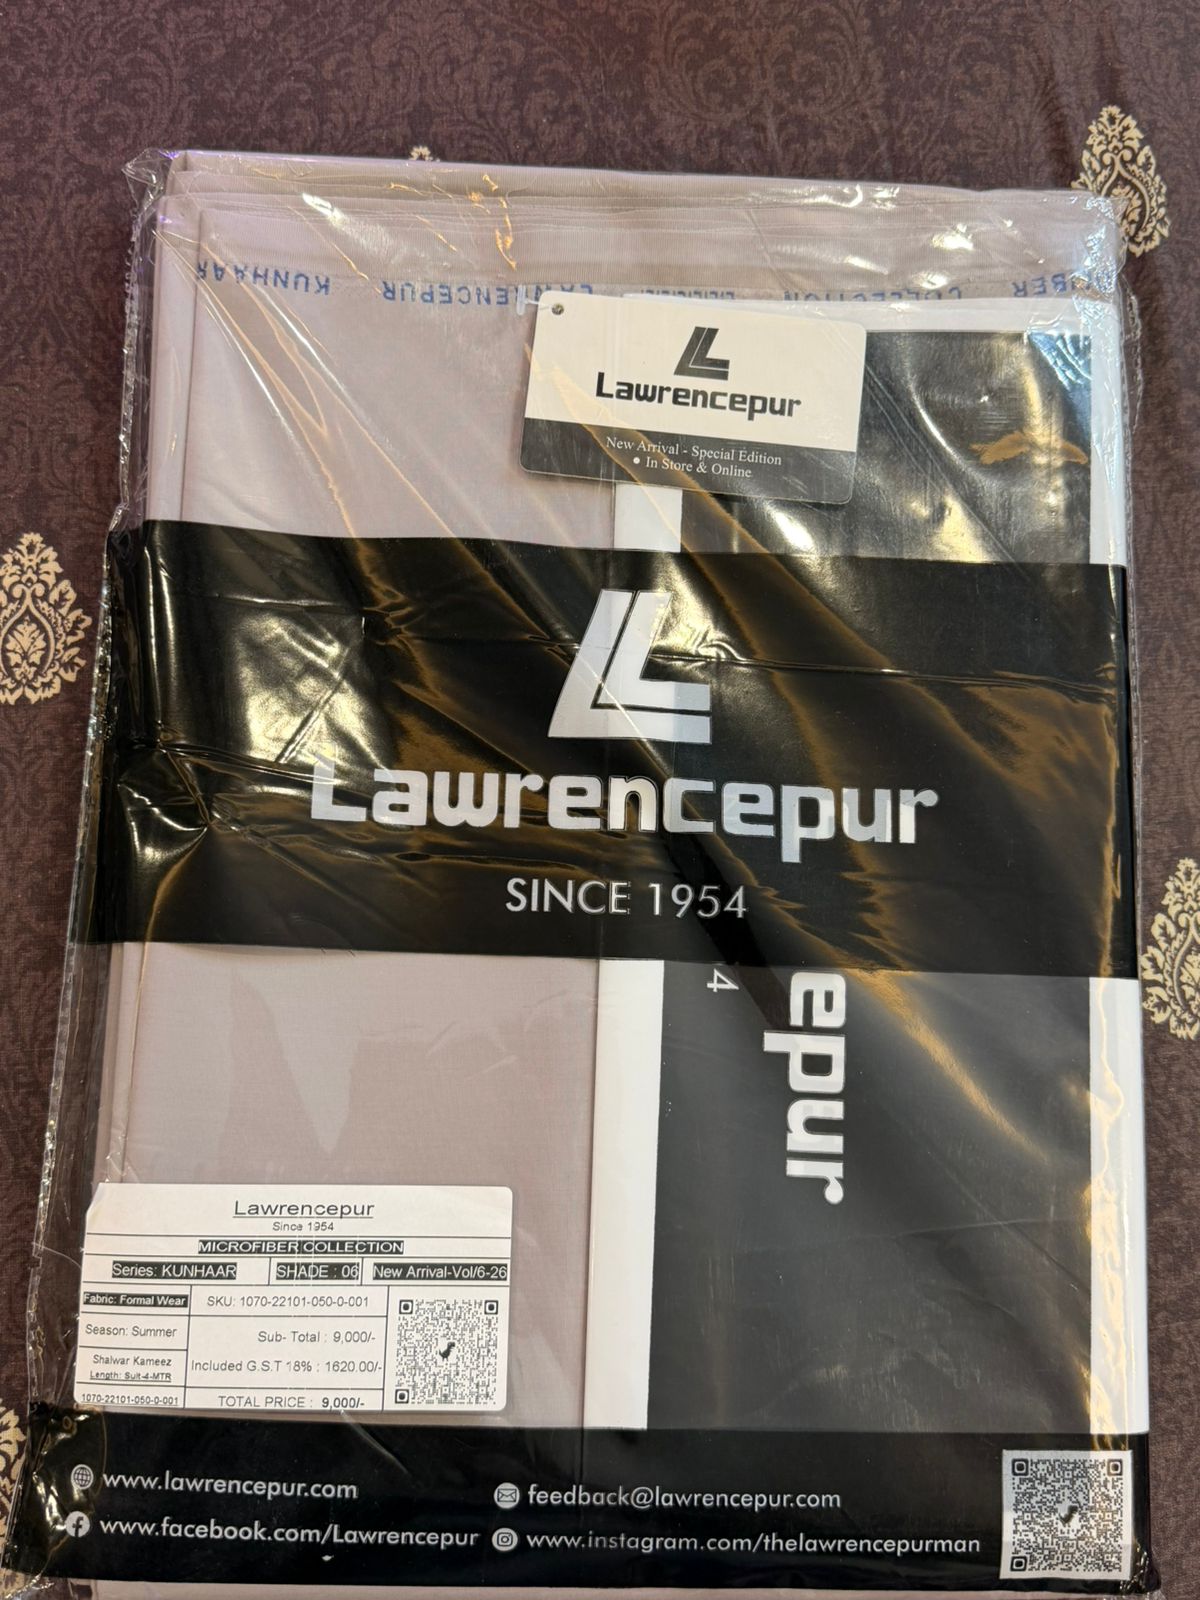 KUNHAAR LAWRENCEPUR COLLECTION
Lawrencepur
New Arrival - Special Edition
• In Store & Online
Lawrencepur
SINCE 1954
4
epur
Lawrencepur
Since 1954
MICROFIBER COLLECTION
Series: KUNHAAR SHADE : 06 New Arrival-Vol/6-26
Fabric: Formal Wear SKU: 1070-22101-050-0-001
Season: Summer Sub- Total : 9,000/-
Shalwar Kameez Included G.S.T 18% : 1620.00/-
Length: Suit-4-MTR
1070-22101-050-0-001 TOTAL PRICE : 9,000/-
www.lawrencepur.com feedback@lawrencepur.com
www.facebook.com/Lawrencepur www.instagram.com/thelawrencepurman